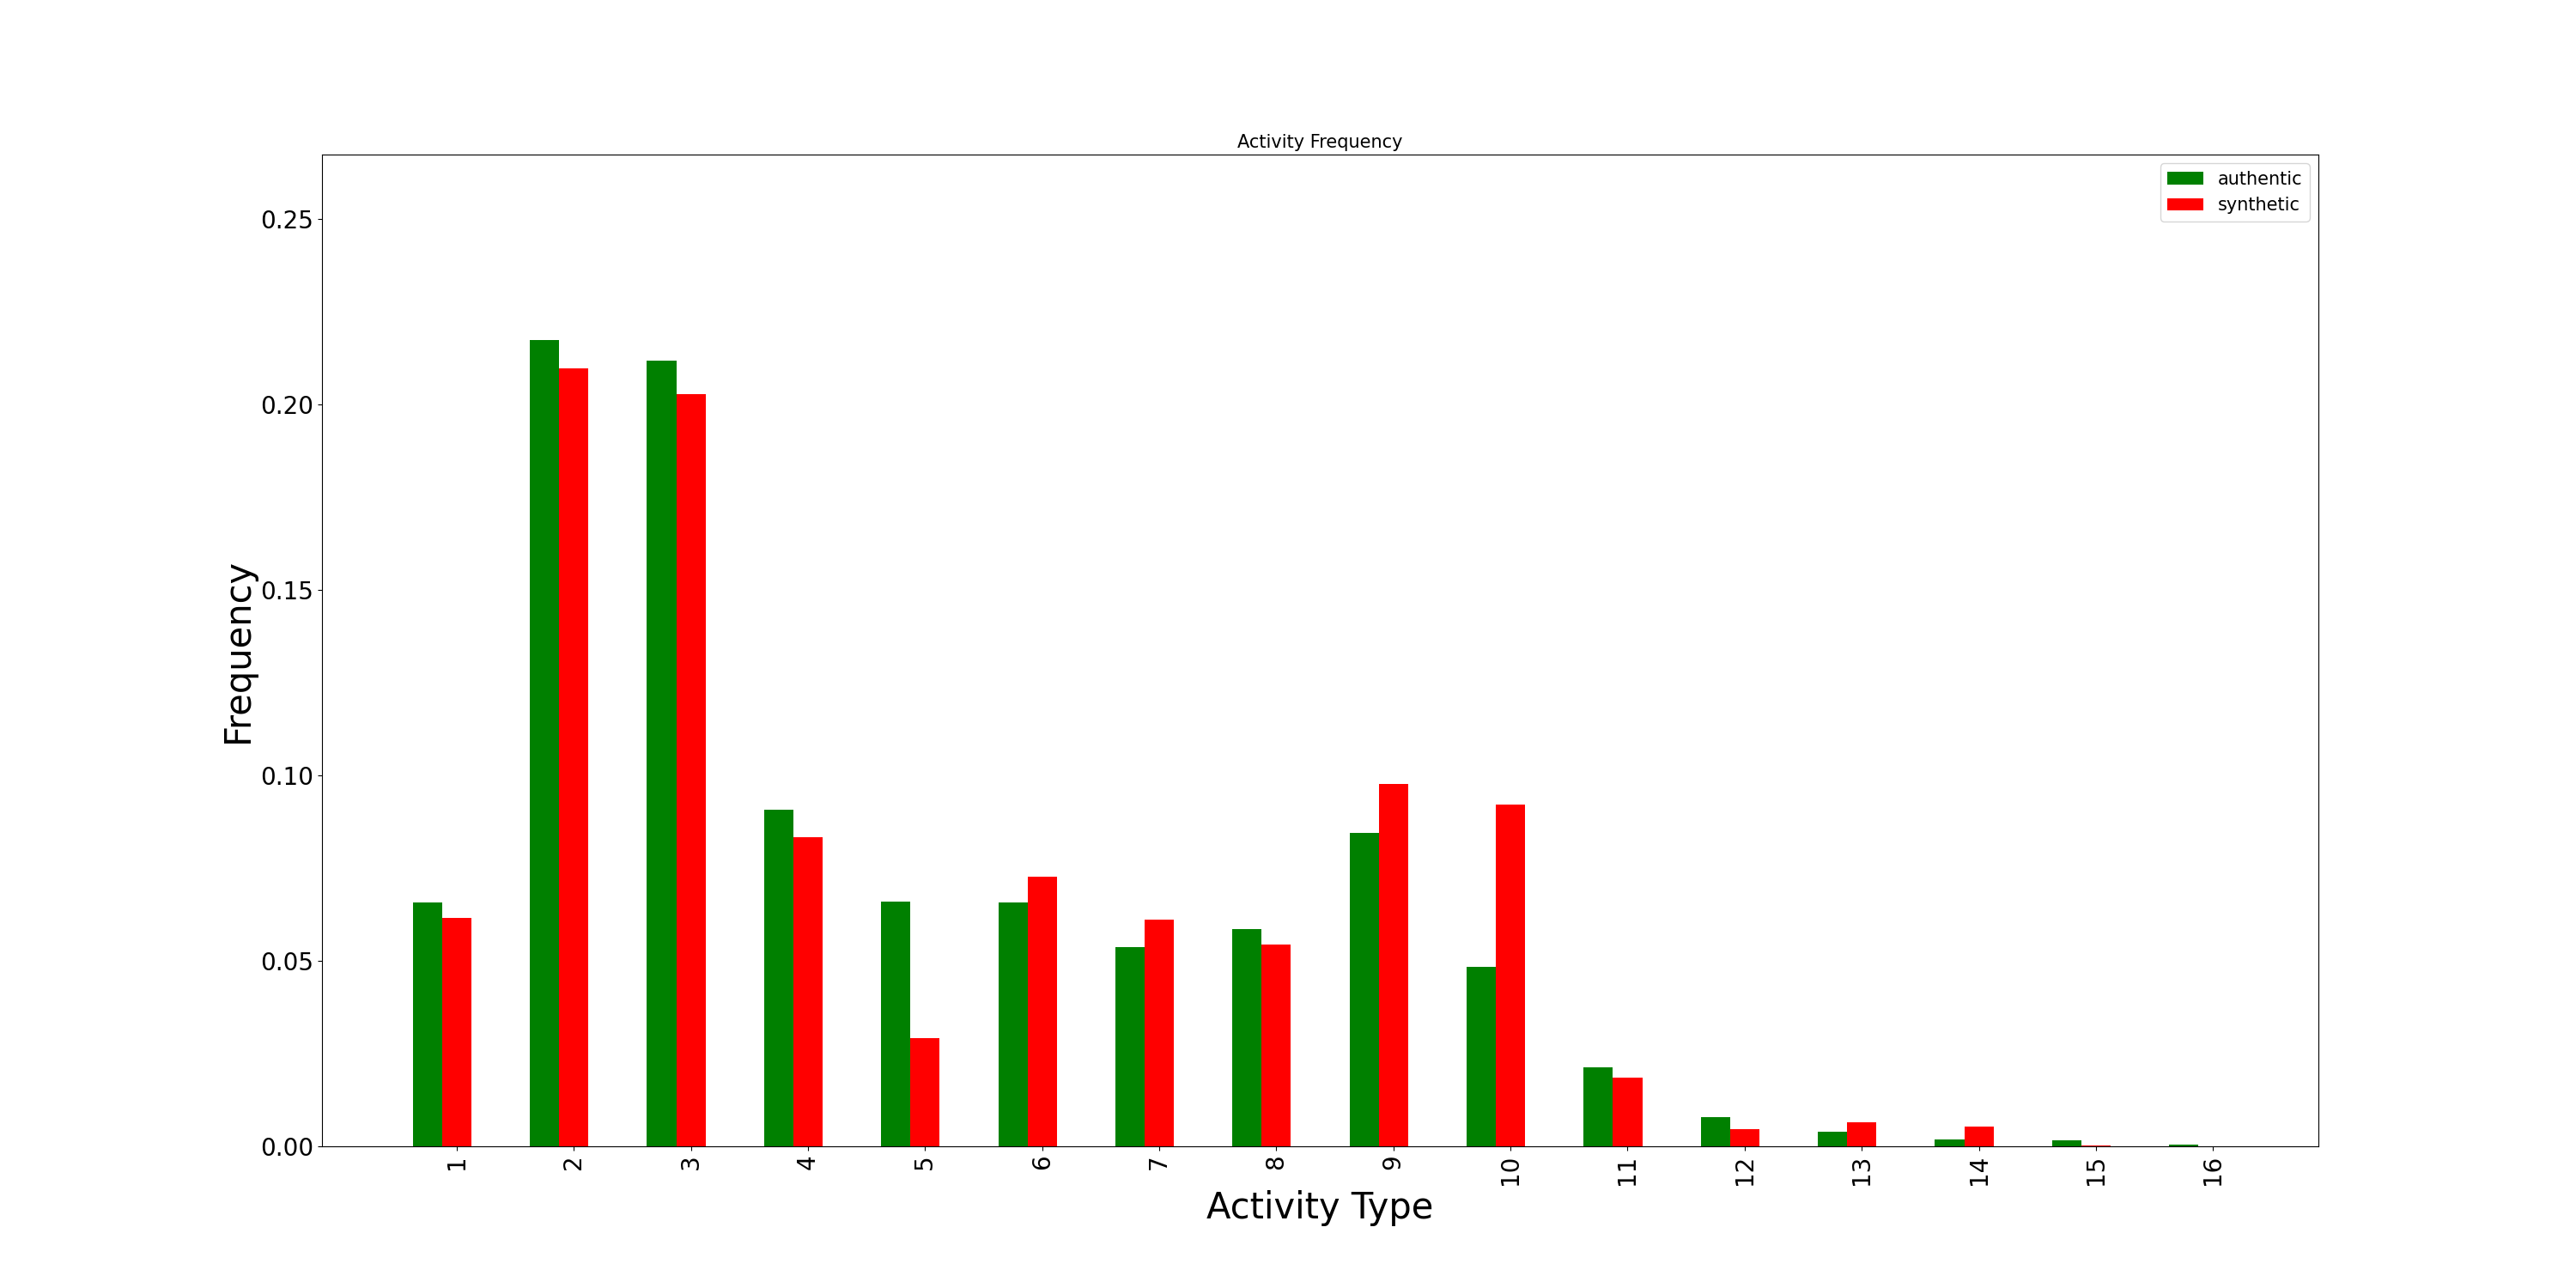 Activity Frequency
authentic
synthetic
Frequency
0.25
0.20
0.15
0.10
0.05
0.00
1 2 3 4 5 6 7 8 9 10 11 12 13 14 15 16
Activity Type